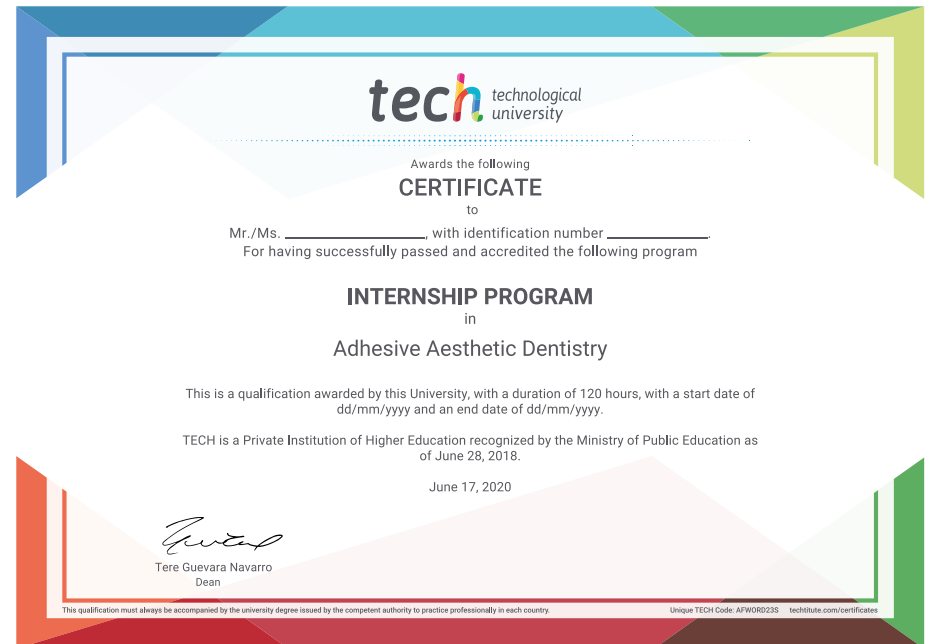 tech technological
university
Awards the following
CERTIFICATE
to
Mr./Ms. ____________________, with identification number ______________.
For having successfully passed and accredited the following program
INTERNSHIP PROGRAM
in
Adhesive Aesthetic Dentistry
This is a qualification awarded by this University, with a duration of 120 hours, with a start date of
dd/mm/yyyy and an end date of dd/mm/yyyy.
TECH is a Private Institution of Higher Education recognized by the Ministry of Public Education as
of June 28, 2018.
June 17, 2020
Tere Guevara Navarro
Dean
This qualification must always be accompanied by the university degree issued by the competent authority to practice professionally in each country.
Unique TECH Code: AFWORD23S techtitute.com/certificates